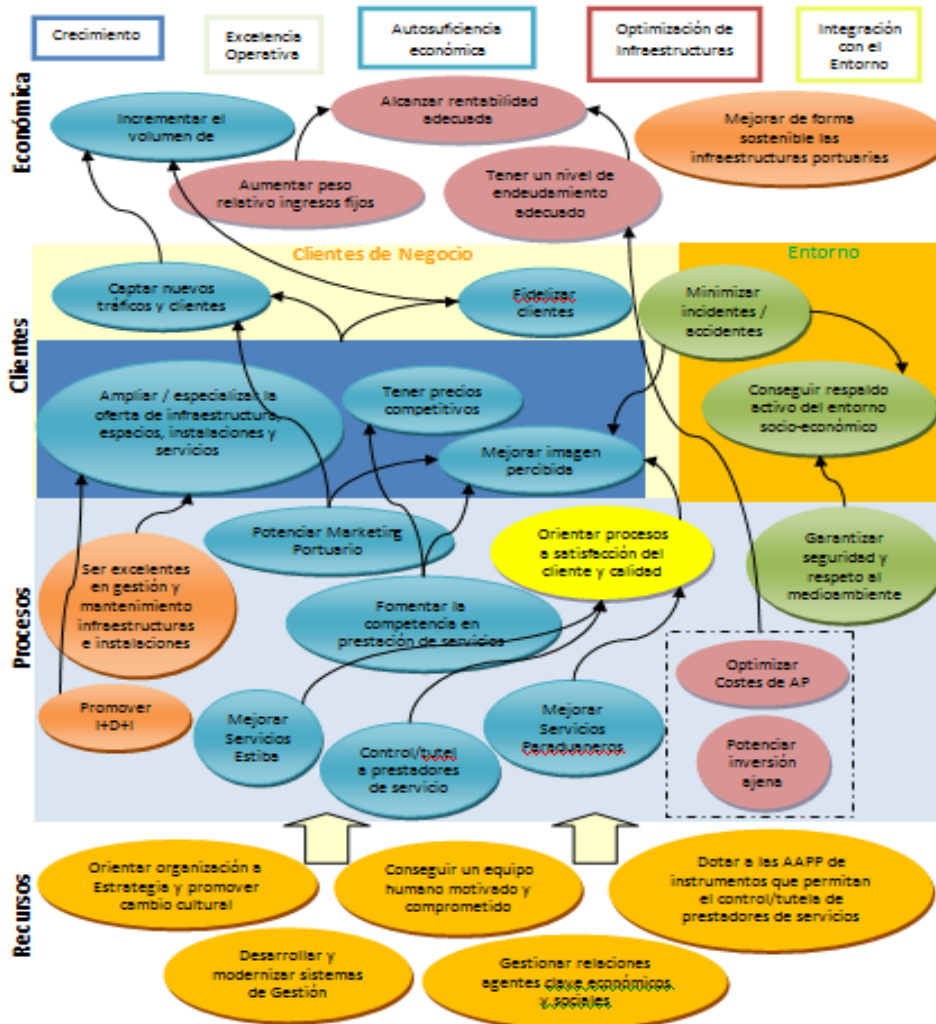 Crecimiento
Excelencia
Operativa
Autosuficiencia
económica
Optimización de
Infraestructuras
Integración
con el
Entorno
Económica
Incrementar el
volumen de
Alcanzar rentabilidad
adecuada
Mejorar de forma
sostenible las
infraestructuras portuarias
Aumentar peso
relativo ingresos fijos
Tener un nivel de
endeudamiento
adecuado
Clientes de Negocio
Entorno
Clientes
Captar nuevos
tráficos y clientes
Fidelizar
clientes
Minimizar
incidentes /
accidentes
Ampliar / especializar la
oferta de infraestructura,
espacios, instalaciones y
servicios
Tener precios
competitivos
Conseguir respaldo
activo del entorno
socio-económico
Mejorar imagen
percibida
Procesos
Potenciar Marketing
Portuario
Orientar procesos
a satisfacción del
cliente y calidad
Garantizar
seguridad y
respeto al
medioambiente
Ser excelentes
en gestión y
mantenimiento
infraestructuras
e instalaciones
Fomentar la
competencia en
prestación de servicios
Optimizar
Costes de AP
Promover
I+D+I
Mejorar
Servicios
Estiba
Control/tutel
a prestadores
de servicio
Mejorar
Servicios
Paraduaneros
Potenciar
inversión
ajena
Recursos
Orientar organización a
Estrategia y promover
cambio cultural
Conseguir un equipo
humano motivado y
comprometido
Dotar a las AAPP de
instrumentos que permitan
el control/tutela de
prestadores de servicios
Desarrollar y
modernizar sistemas
de Gestión
Gestionar relaciones
agentes clave económicos
y sociales